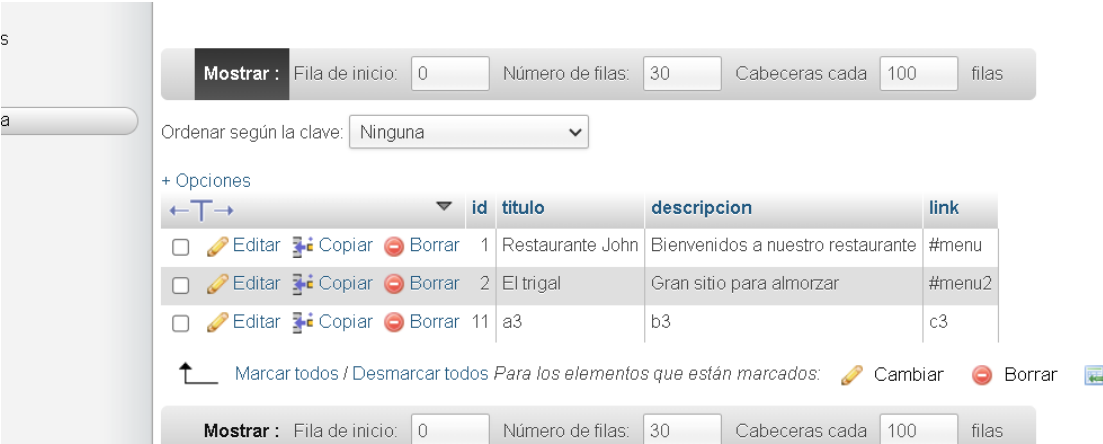 s
Mostrar : Fila de inicio: 0 Número de filas: 30 Cabeceras cada 100 filas
a
Ordenar según la clave: Ninguna
+ Opciones
←T→ id titulo descripcion link
Editar Copiar Borrar 1 Restaurante John Bienvenidos a nuestro restaurante #menu
Editar Copiar Borrar 2 El trigal Gran sitio para almorzar #menu2
Editar Copiar Borrar 11 a3 b3 c3
Marcar todos / Desmarcar todos Para los elementos que están marcados: Cambiar Borrar
Mostrar : Fila de inicio: 0 Número de filas: 30 Cabeceras cada 100 filas